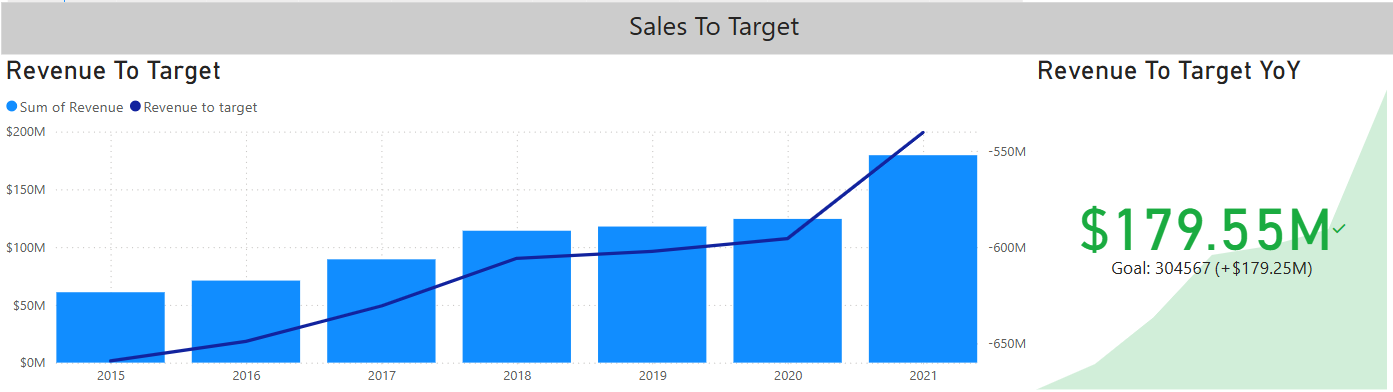 Sales To Target
Revenue To Target
Sum of Revenue Revenue to target
$200M
$150M
$100M
$50M
$0M
-550M
-600M
-650M
2015 2016 2017 2018 2019 2020 2021
Revenue To Target YoY
$179.55M✓
Goal: 304567 (+$179.25M)